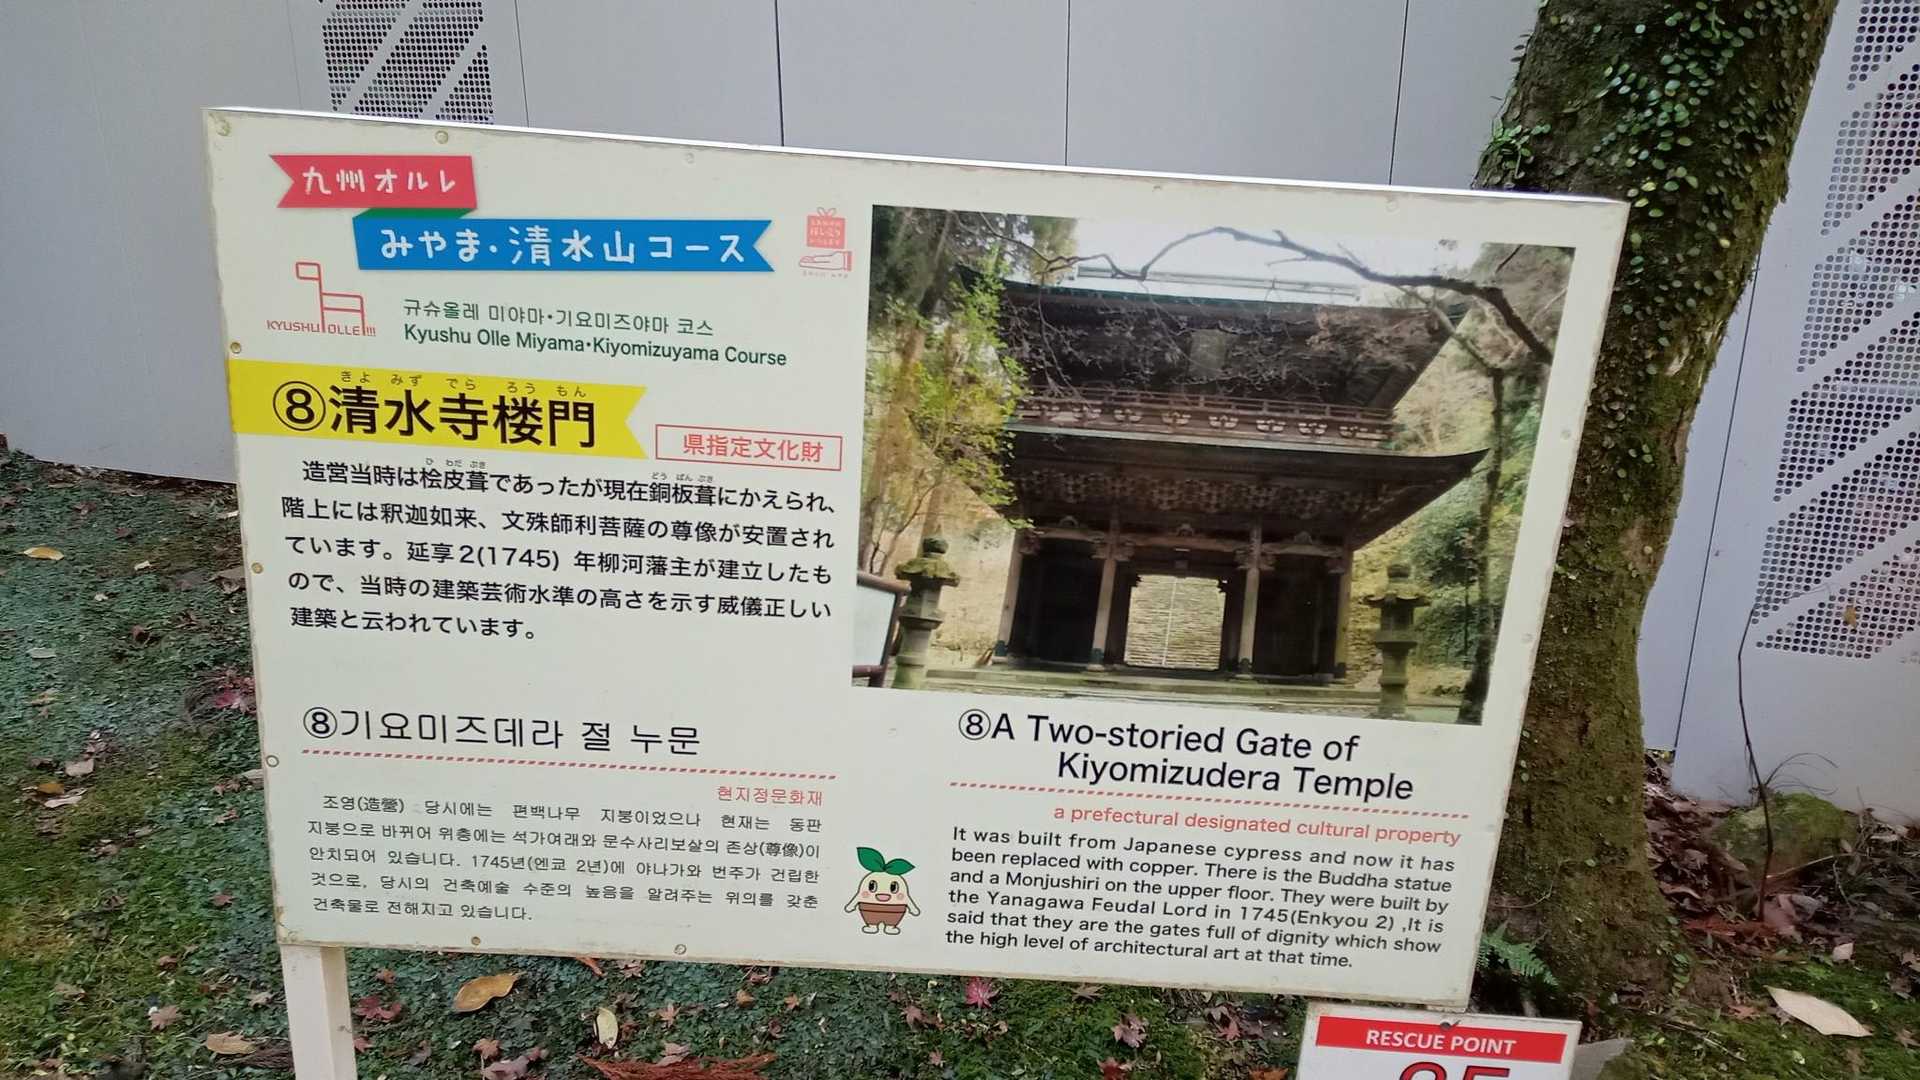 九州オルレ
みやま・清水山コース
KYUSHU OLLE!!!
규슈올레 미야마・기요미즈야마 코스
Kyushu Olle Miyama・Kiyomizuyama Course
きよ みず でら ろう もん
⑧清水寺楼門
県指定文化財
ひ わだ ぶき
どう ばん ぶき
造営当時は桧皮葺であったが現在銅板葺にかえられ、
階上には釈迦如来、文殊師利菩薩の尊像が安置され
ています。延享2(1745) 年柳河藩主が建立したも
ので、当時の建築芸術水準の高さを示す威儀正しい
建築と云われています。
⑧기요미즈데라 절 누문
현지정문화재
조영(造營) 당시에는 편백나무 지붕이었으나 현재는 동판
지붕으로 바뀌어 위층에는 석가여래와 문수사리보살의 존상(尊像)이
안치되어 있습니다. 1745년(엔쿄 2년)에 야나가와 번주가 건립한
것으로, 당시의 건축예술 수준의 높음을 알려주는 위의를 갖춘
건축물로 전해지고 있습니다.
⑧A Two-storied Gate of
Kiyomizudera Temple
a prefectural designated cultural property
It was built from Japanese cypress and now it has
been replaced with copper. There is the Buddha statue
and a Monjushiri on the upper floor. They were built by
the Yanagawa Feudal Lord in 1745(Enkyou 2) ,It is
said that they are the gates full of dignity which show
the high level of architectural art at that time.
RESCUE POINT